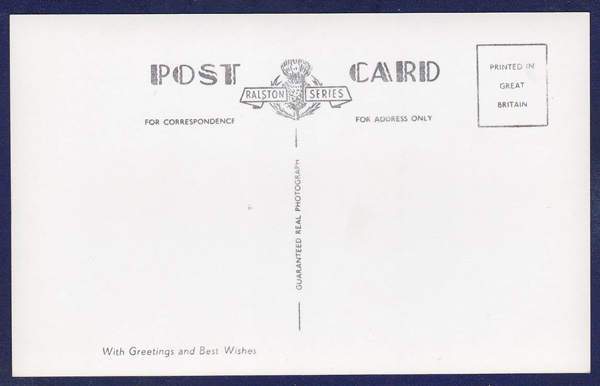 POST CARD
RALSTON SERIES
FOR CORRESPONDENCE
FOR ADDRESS ONLY
PRINTED IN
GREAT
BRITAIN
GUARANTEED REAL PHOTOGRAPH
With Greetings and Best Wishes